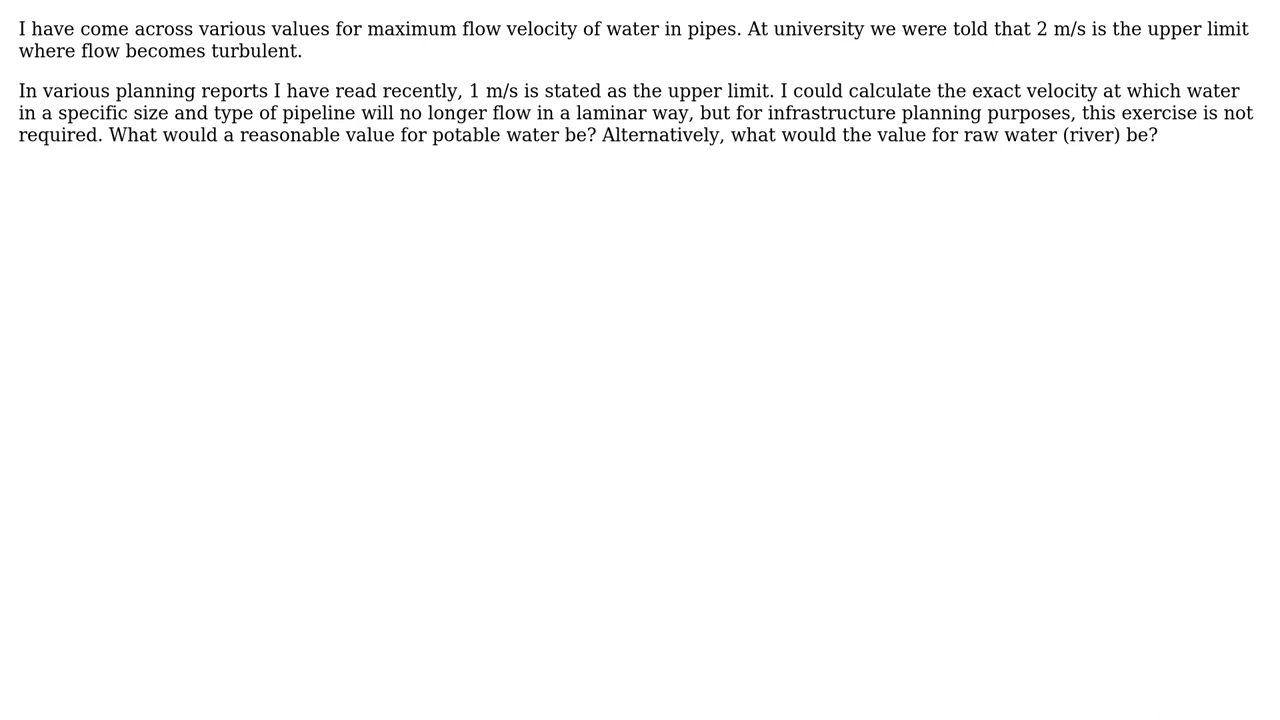 I have come across various values for maximum flow velocity of water in pipes. At university we were told that 2 m/s is the upper limit
where flow becomes turbulent.
In various planning reports I have read recently, 1 m/s is stated as the upper limit. I could calculate the exact velocity at which water
in a specific size and type of pipeline will no longer flow in a laminar way, but for infrastructure planning purposes, this exercise is not
required. What would a reasonable value for potable water be? Alternatively, what would the value for raw water (river) be?